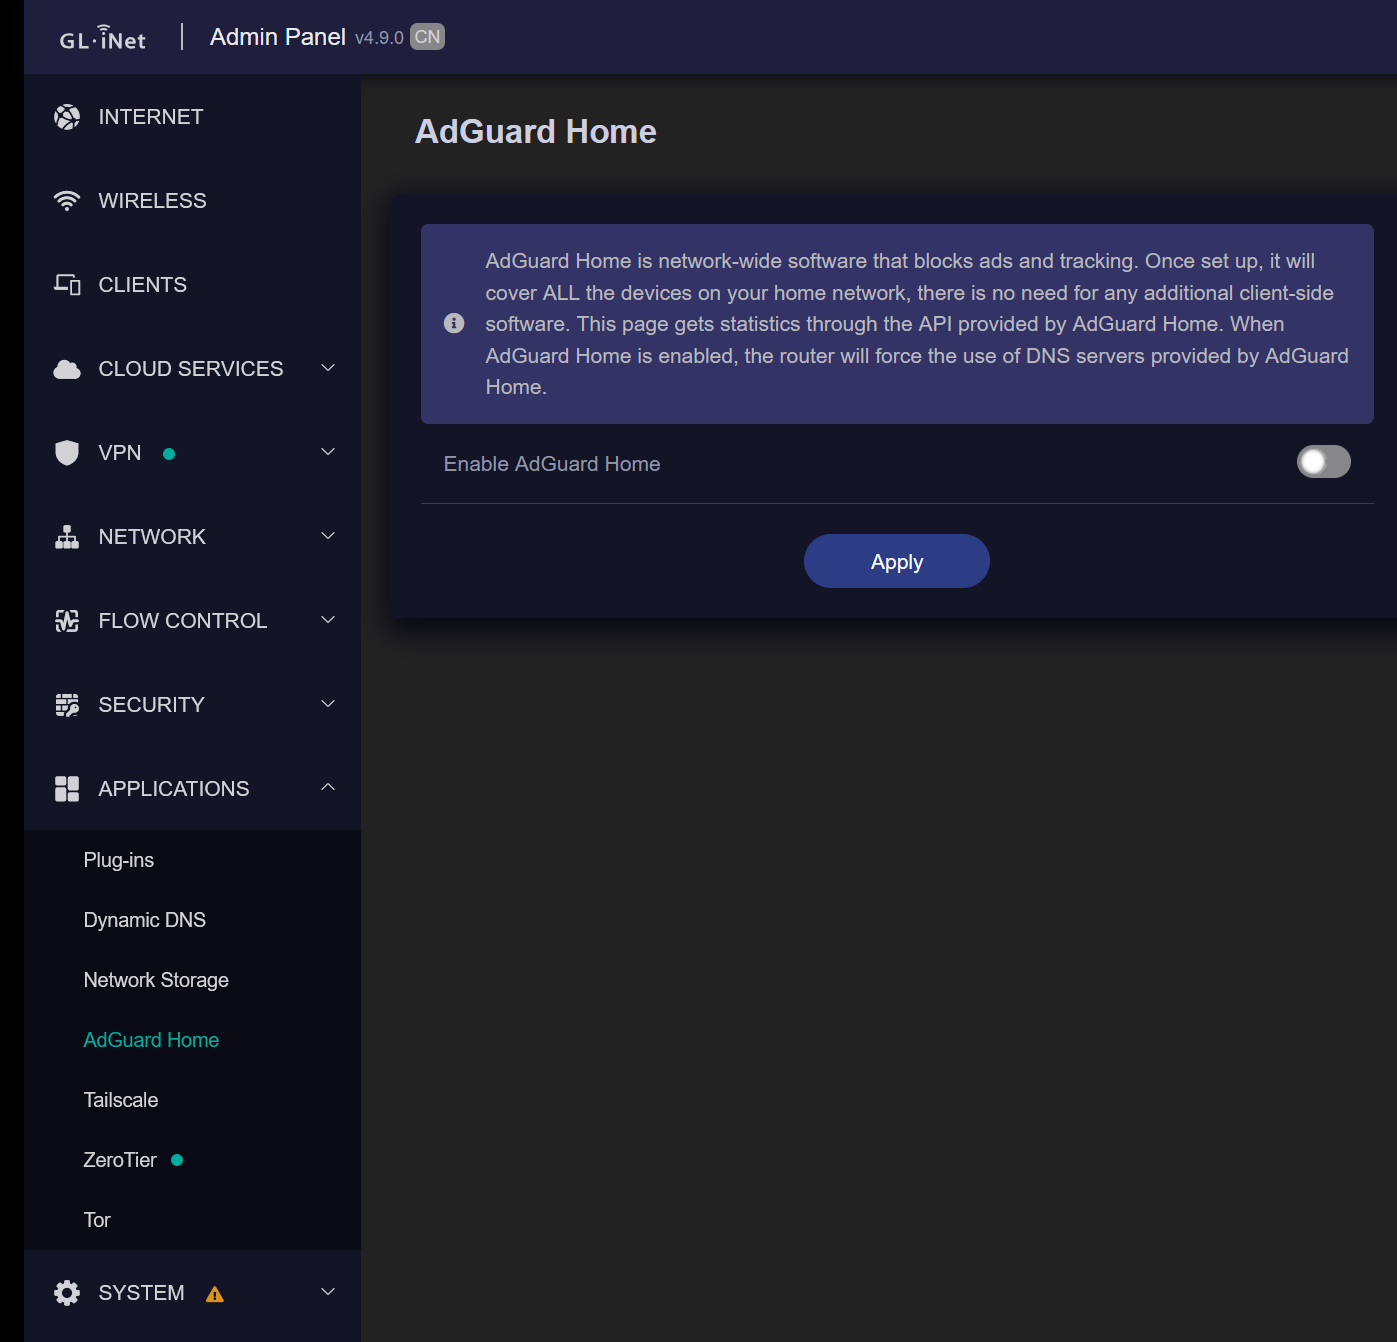 GL·iNet
Admin Panel v4.9.0 CN
INTERNET
WIRELESS
CLIENTS
CLOUD SERVICES
VPN
NETWORK
FLOW CONTROL
SECURITY
APPLICATIONS
Plug-ins
Dynamic DNS
Network Storage
AdGuard Home
Tailscale
ZeroTier
Tor
SYSTEM
AdGuard Home
AdGuard Home is network-wide software that blocks ads and tracking. Once set up, it will
cover ALL the devices on your home network, there is no need for any additional client-side
software. This page gets statistics through the API provided by AdGuard Home. When
AdGuard Home is enabled, the router will force the use of DNS servers provided by AdGuard
Home.
Enable AdGuard Home
Apply